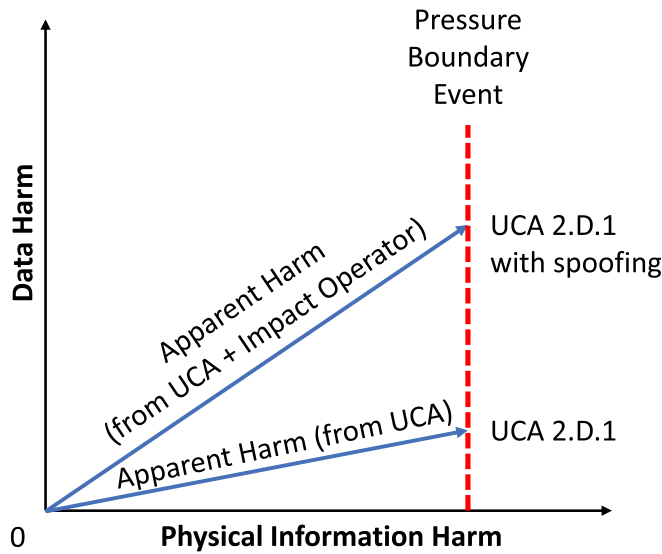 Pressure
Boundary
Event
Data Harm
Apparent Harm
(from UCA + Impact Operator)
UCA 2.D.1
with spoofing
Apparent Harm (from UCA)
UCA 2.D.1
0
Physical Information Harm